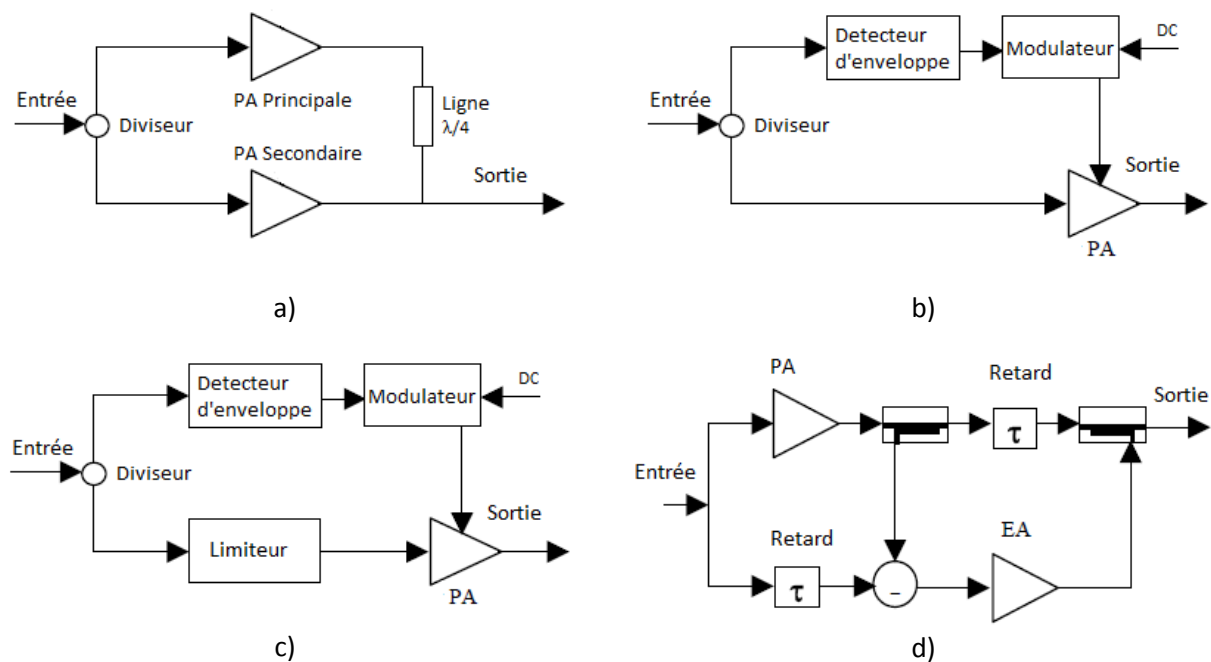 Entrée
Diviseur
PA Principale
PA Secondaire
Ligne
λ/4
Sortie
a)
Entrée
Diviseur
Detecteur
d'enveloppe
Modulateur
DC
Sortie
PA
b)
Entrée
Diviseur
Detecteur
d'enveloppe
Modulateur
DC
Limiteur
Sortie
PA
c)
Entrée
PA
Retard
τ
Sortie
Retard
τ
-
EA
d)